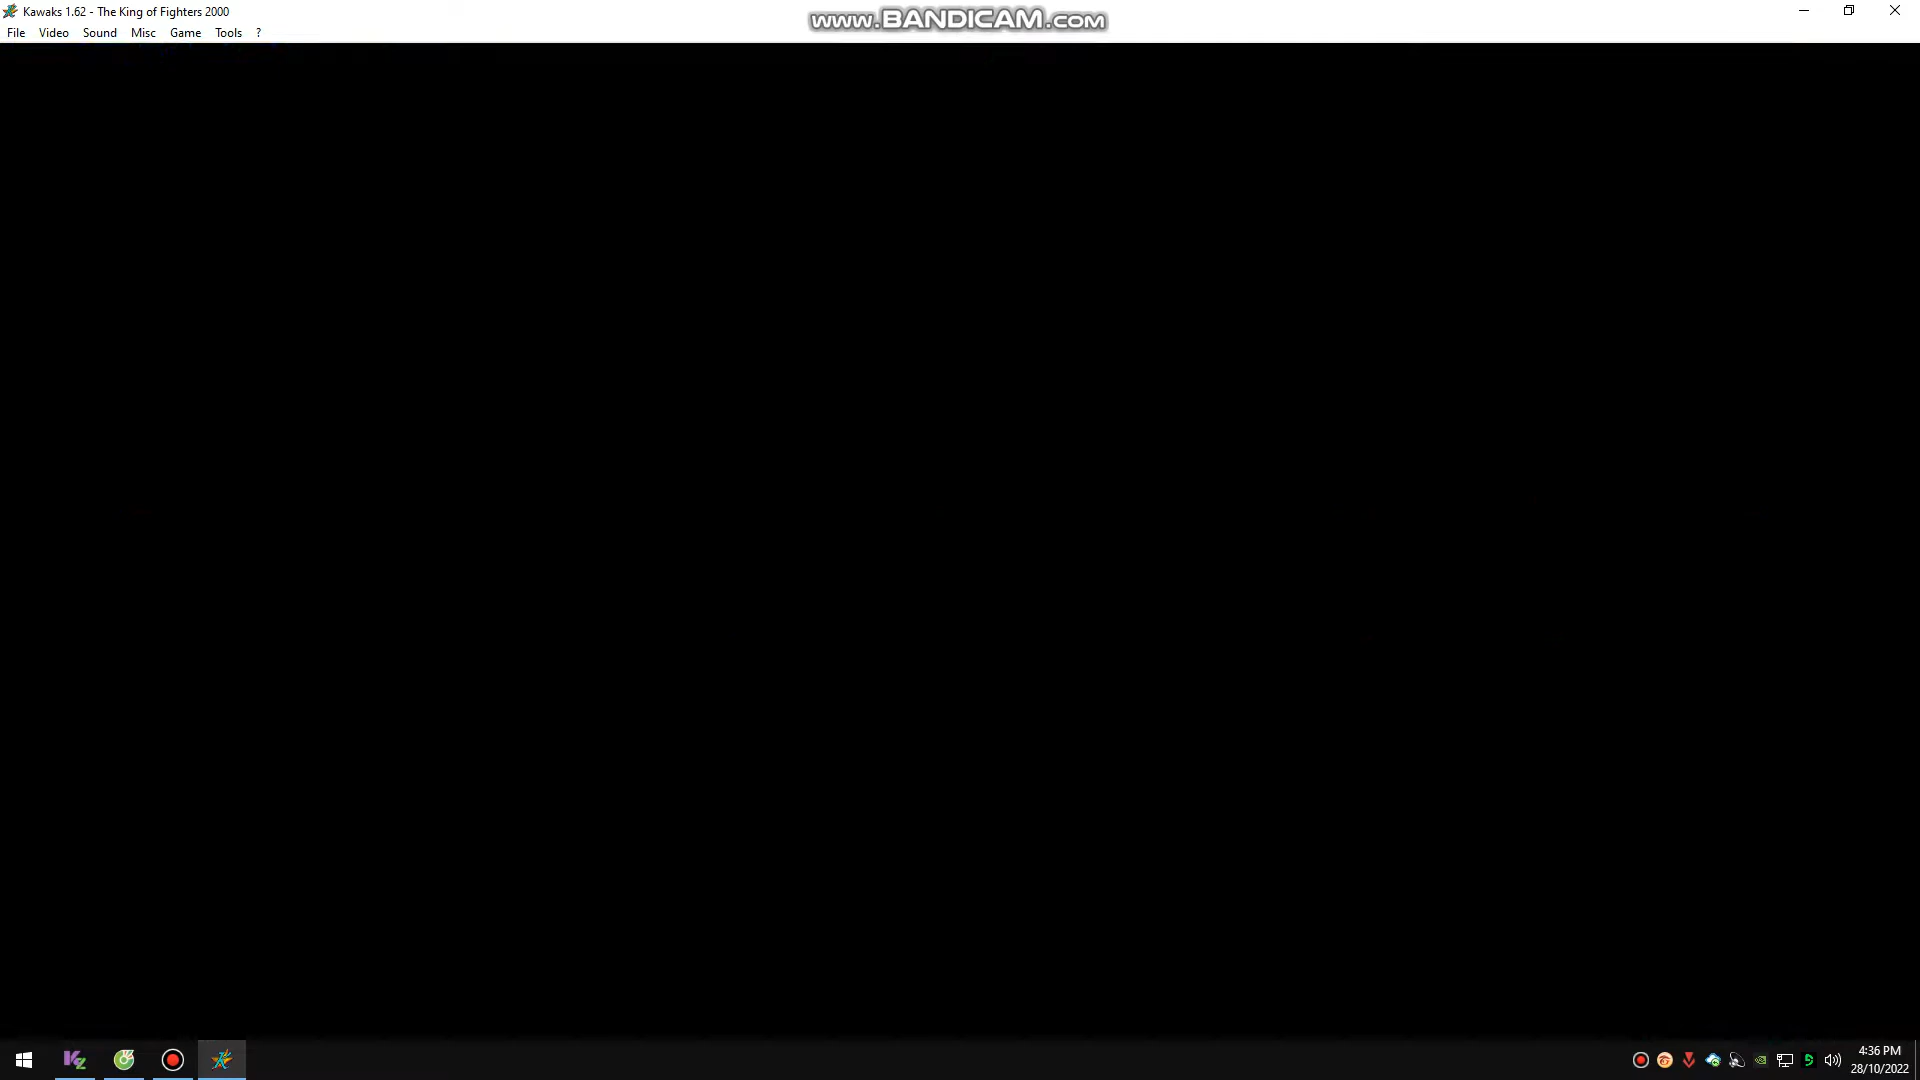 Kawaks 1.62 - The King of Fighters 2000
www.BANDICAM.com
File Video Sound Misc Game Tools ?
4:36 PM
28/10/2022